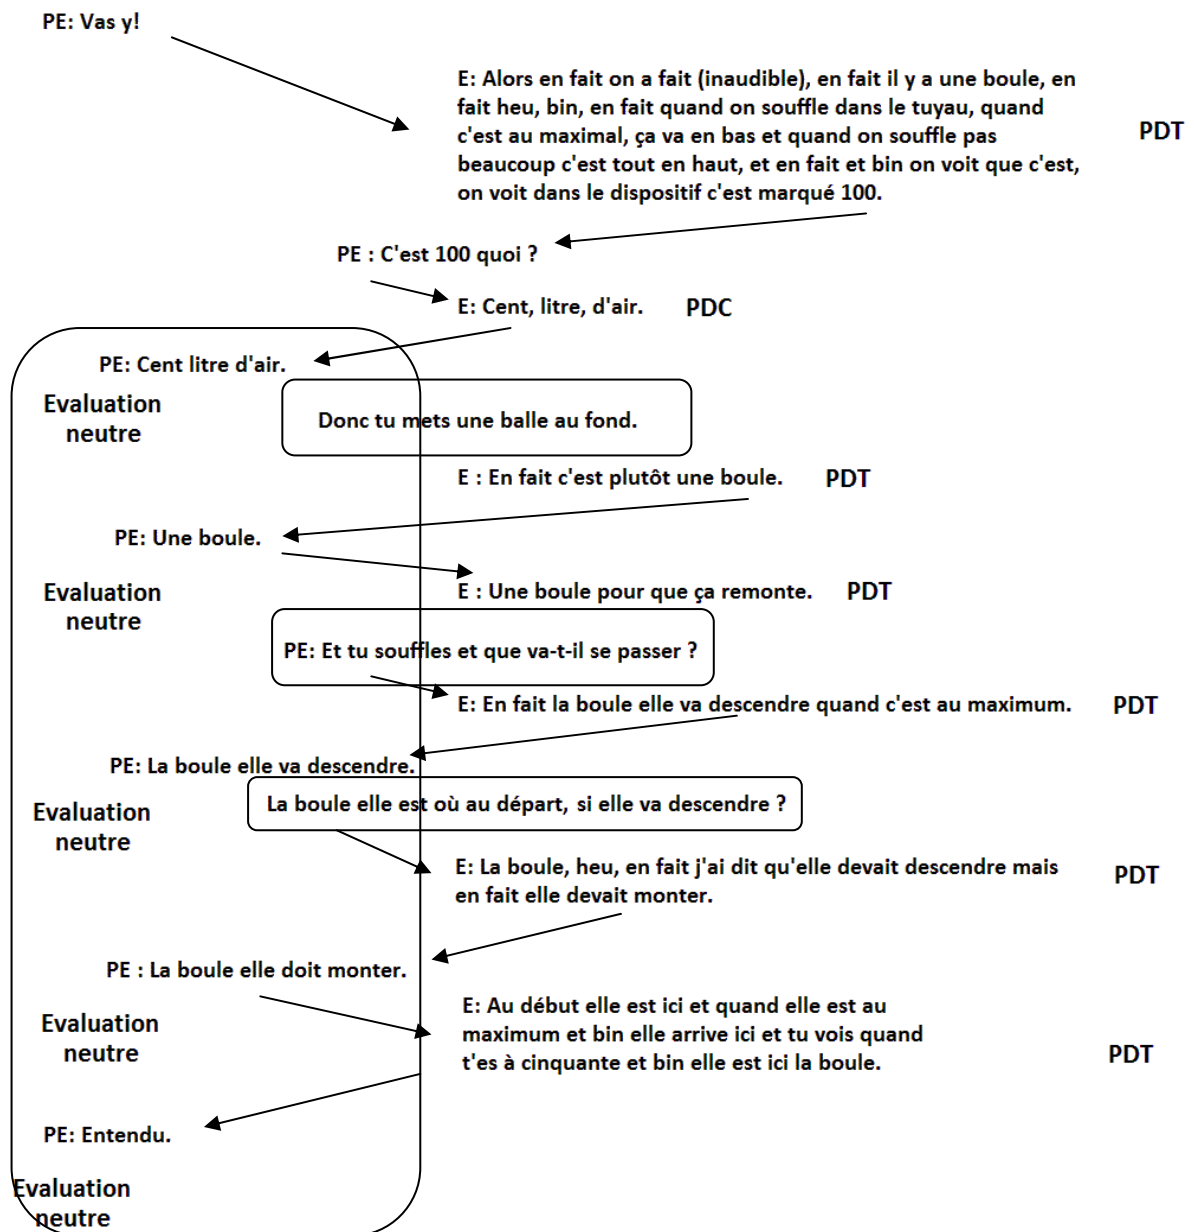 PE: Vas y!
E: Alors en fait on a fait (inaudible), en fait il y a une boule, en
fait heu, bin, en fait quand on souffle dans le tuyau, quand
c'est au maximal, ça va en bas et quand on souffle pas
beaucoup c'est tout en haut, et en fait et bin on voit que c'est,
on voit dans le dispositif c'est marqué 100.
PDT
PE : C'est 100 quoi ?
E: Cent, litre, d'air.
PDC
PE: Cent litre d'air.
Evaluation
neutre
Donc tu mets une balle au fond.
E : En fait c'est plutôt une boule.
PDT
PE: Une boule.
Evaluation
neutre
E : Une boule pour que ça remonte.
PDT
PE: Et tu souffles et que va-t-il se passer ?
E: En fait la boule elle va descendre quand c'est au maximum.
PDT
PE: La boule elle va descendre.
Evaluation
neutre
La boule elle est où au départ, si elle va descendre ?
E: La boule, heu, en fait j'ai dit qu'elle devait descendre mais
en fait elle devait monter.
PDT
PE : La boule elle doit monter.
Evaluation
neutre
E: Au début elle est ici et quand elle est au
maximum et bin elle arrive ici et tu vois quand
t'es à cinquante et bin elle est ici la boule.
PDT
PE: Entendu.
Evaluation
neutre